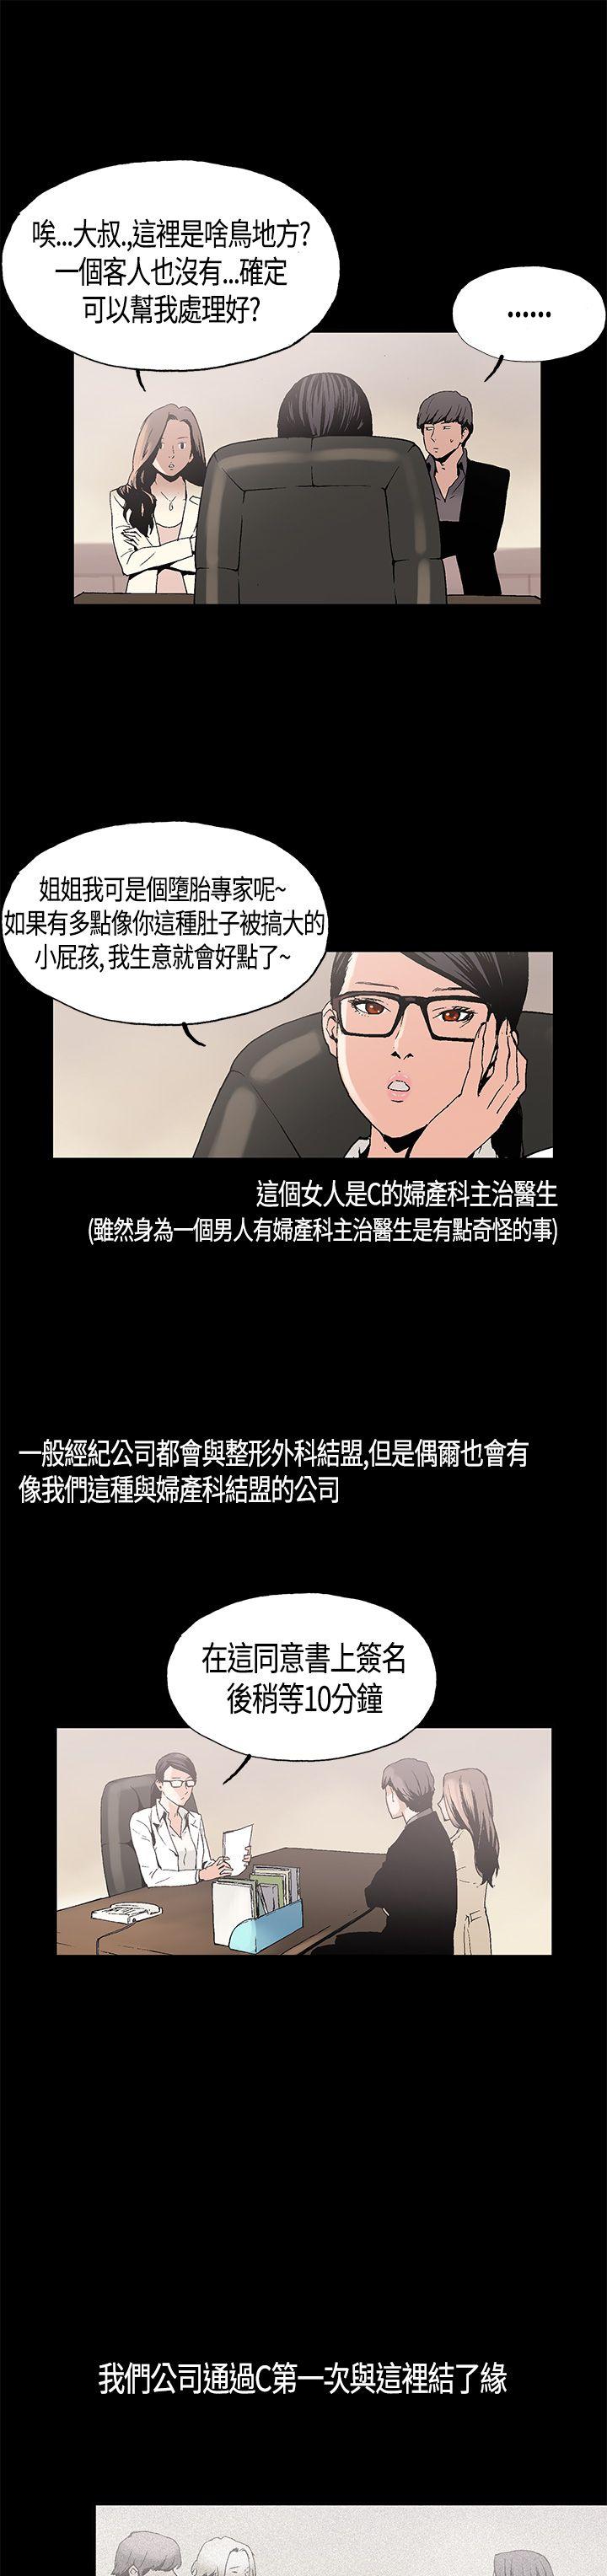 唉...大叔.,這裡是啥鳥地方?
一個客人也沒有...確定
可以幫我處理好?
......
姐姐我可是個墮胎專家呢~
如果有多點像你這種肚子被搞大的
小屁孩, 我生意就會好點了~
這個女人是C的婦產科主治醫生
(雖然身為一個男人有婦產科主治醫生是有點奇怪的事)
一般經紀公司都會與整形外科結盟,但是偶爾也會有
像我們這種與婦產科結盟的公司
在這同意書上簽名
後稍等10分鐘
我們公司通過C第一次與這裡結了緣